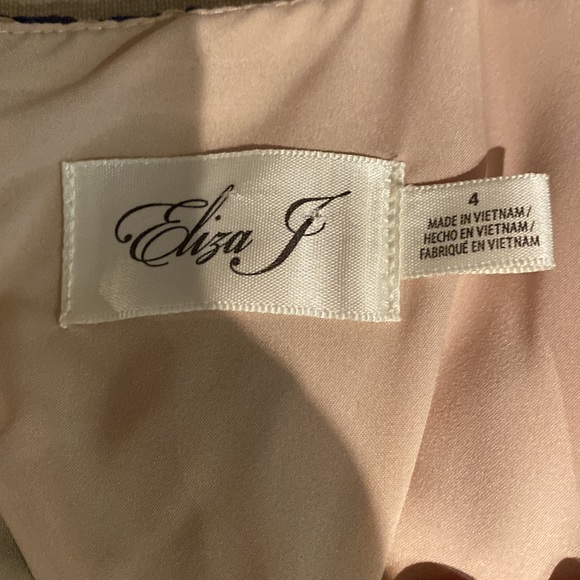 Eliza J
4
MADE IN VIETNAM/
HECHO EN VIETNAM/
FABRIQUÉ EN VIETNAM